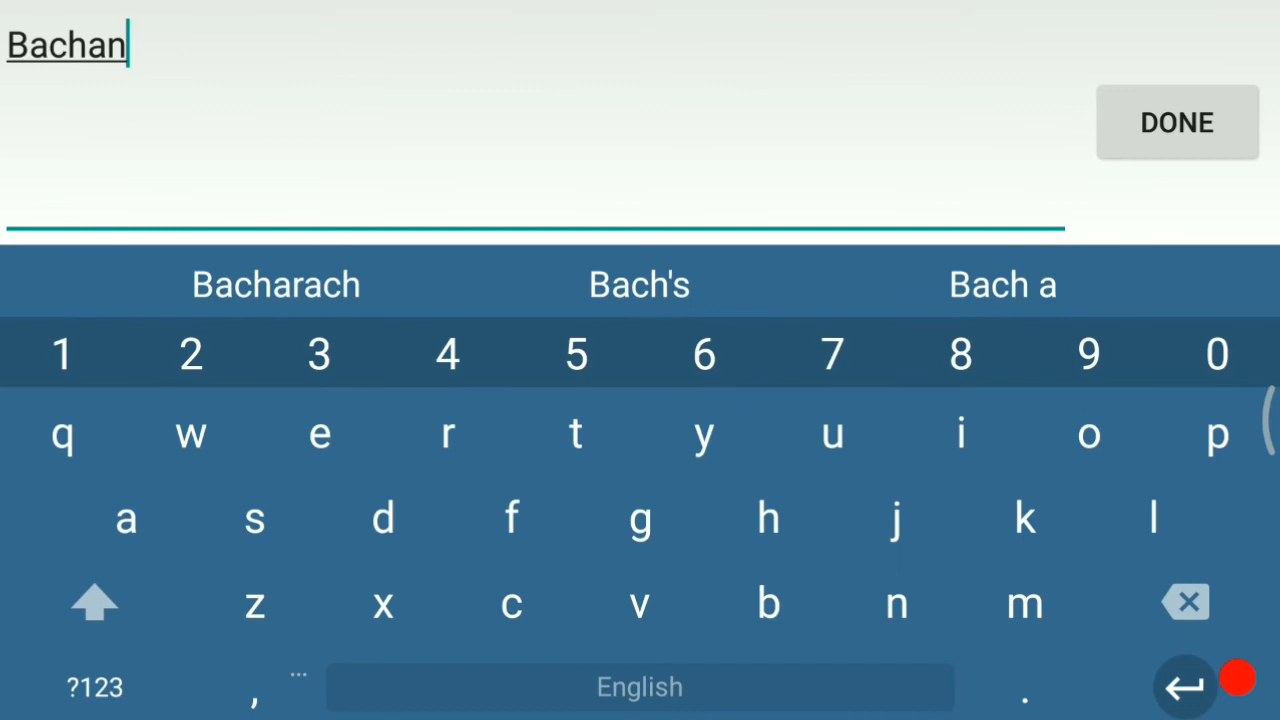 Bachan
DONE
Bacharach Bach's Bach a
1 2 3 4 5 6 7 8 9 0
q w e r t y u i o p
a s d f g h j k l
z x c v b n m
?123 , ... English .